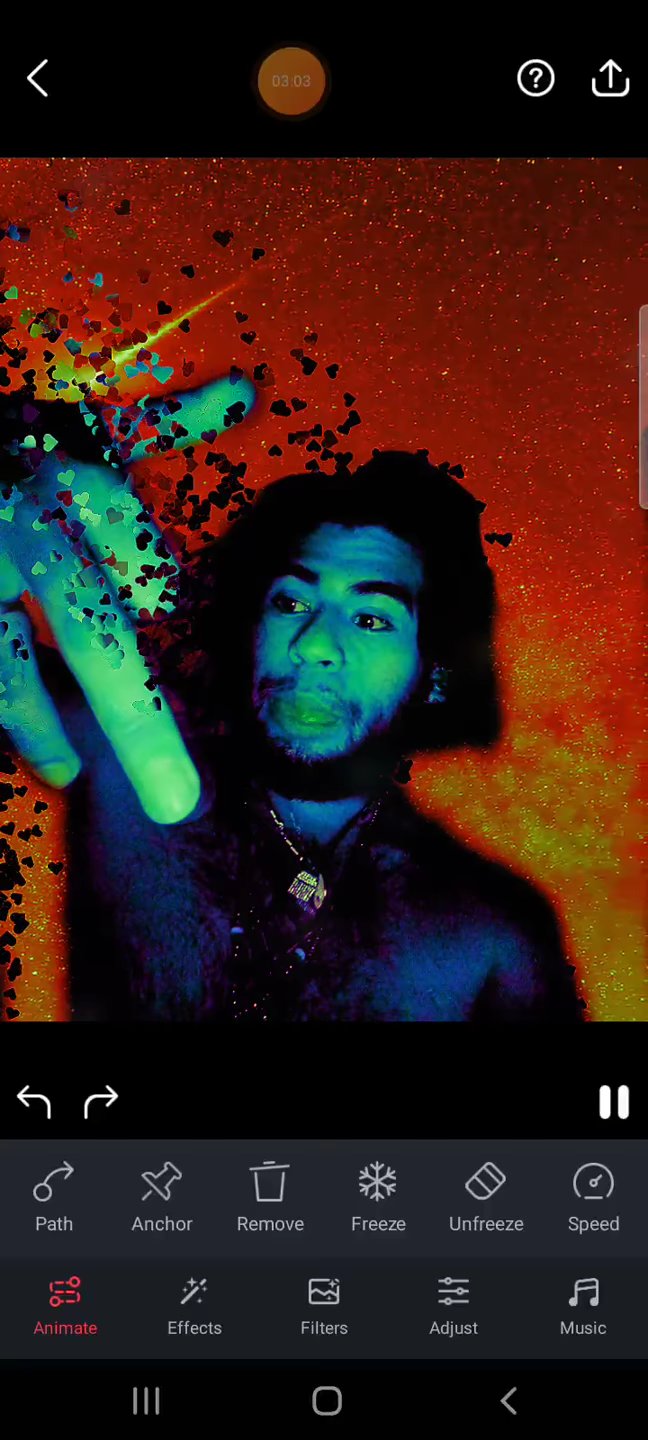 03:03
Path
Anchor
Remove
Freeze
Unfreeze
Speed
Animate
Effects
Filters
Adjust
Music